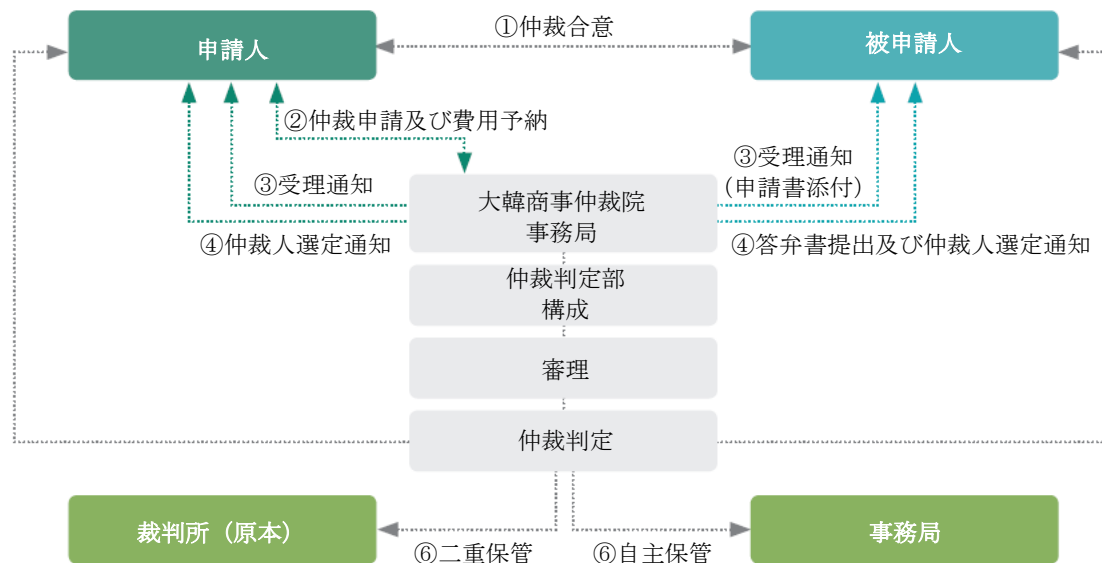 ①仲裁合意
申請人
被申請人
②仲裁申請及び費用予納
③受理通知
③受理通知
(申請書添付)
大韓商事仲裁院
事務局
④仲裁人選定通知
④答弁書提出及び仲裁人選定通知
仲裁判定部
構成
審理
仲裁判定
裁判所（原本）
事務局
⑥二重保管
⑥自主保管